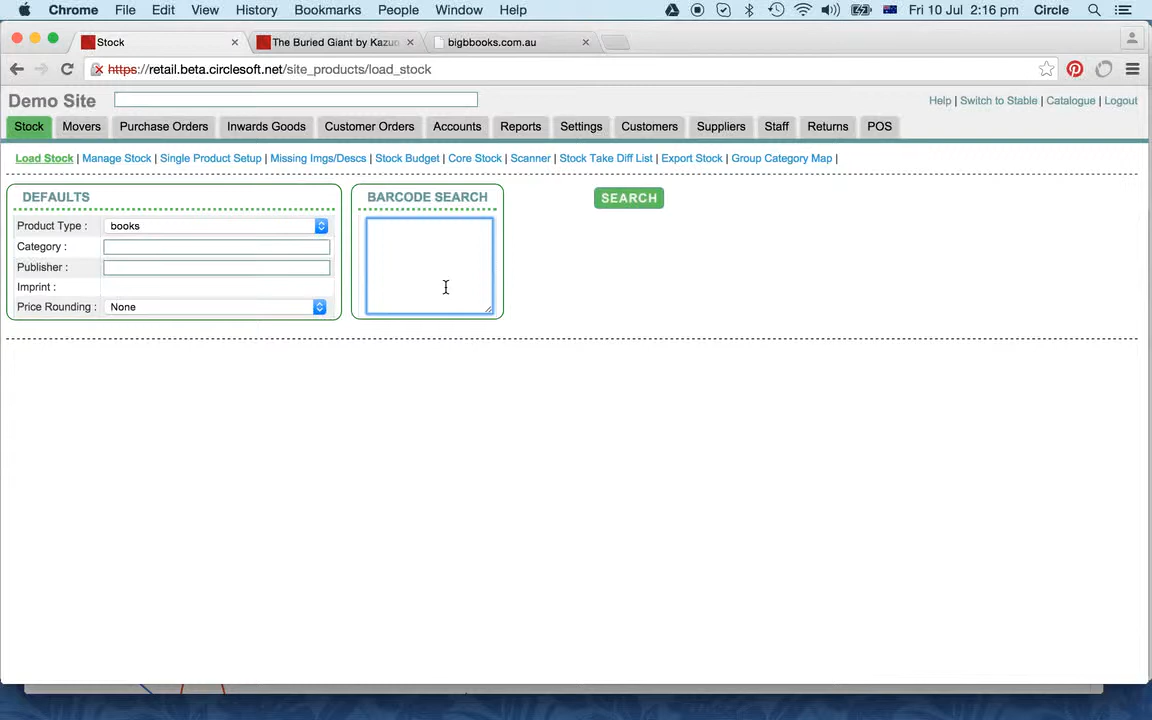 Chrome File Edit View History Bookmarks People Window Help Fri 10 Jul 2:16 pm Circle
Stock The Buried Giant by Kazuo bigbbooks.com.au
https://retail.beta.circlesoft.net/site_products/load_stock
Demo Site Help | Switch to Stable | Catalogue | Logout
Stock Movers Purchase Orders Inwards Goods Customer Orders Accounts Reports Settings Customers Suppliers Staff Returns POS
Load Stock | Manage Stock | Single Product Setup | Missing Imgs/Descs | Stock Budget | Core Stock | Scanner | Stock Take Diff List | Export Stock | Group Category Map |
DEFAULTS BARCODE SEARCH SEARCH
Product Type : books
Category :
Publisher :
Imprint :
Price Rounding : None